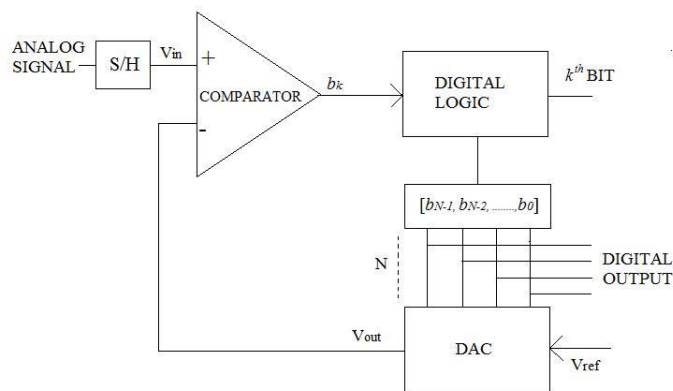 ANALOG
SIGNAL
S/H
Vin
+
COMPARATOR
-
bk
DIGITAL
LOGIC
kth BIT
[bN-1, bN-2, ........,b0]
N
DIGITAL
OUTPUT
Vout
DAC
Vref